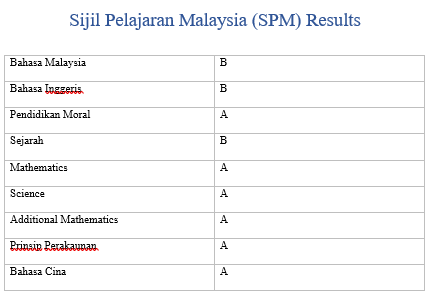 Sijil Pelajaran Malaysia (SPM) Results
Bahasa Malaysia B
Bahasa Inggeris B
Pendidikan Moral A
Sejarah B
Mathematics A
Science A
Additional Mathematics A
Prinsip Perakaunan A
Bahasa Cina A